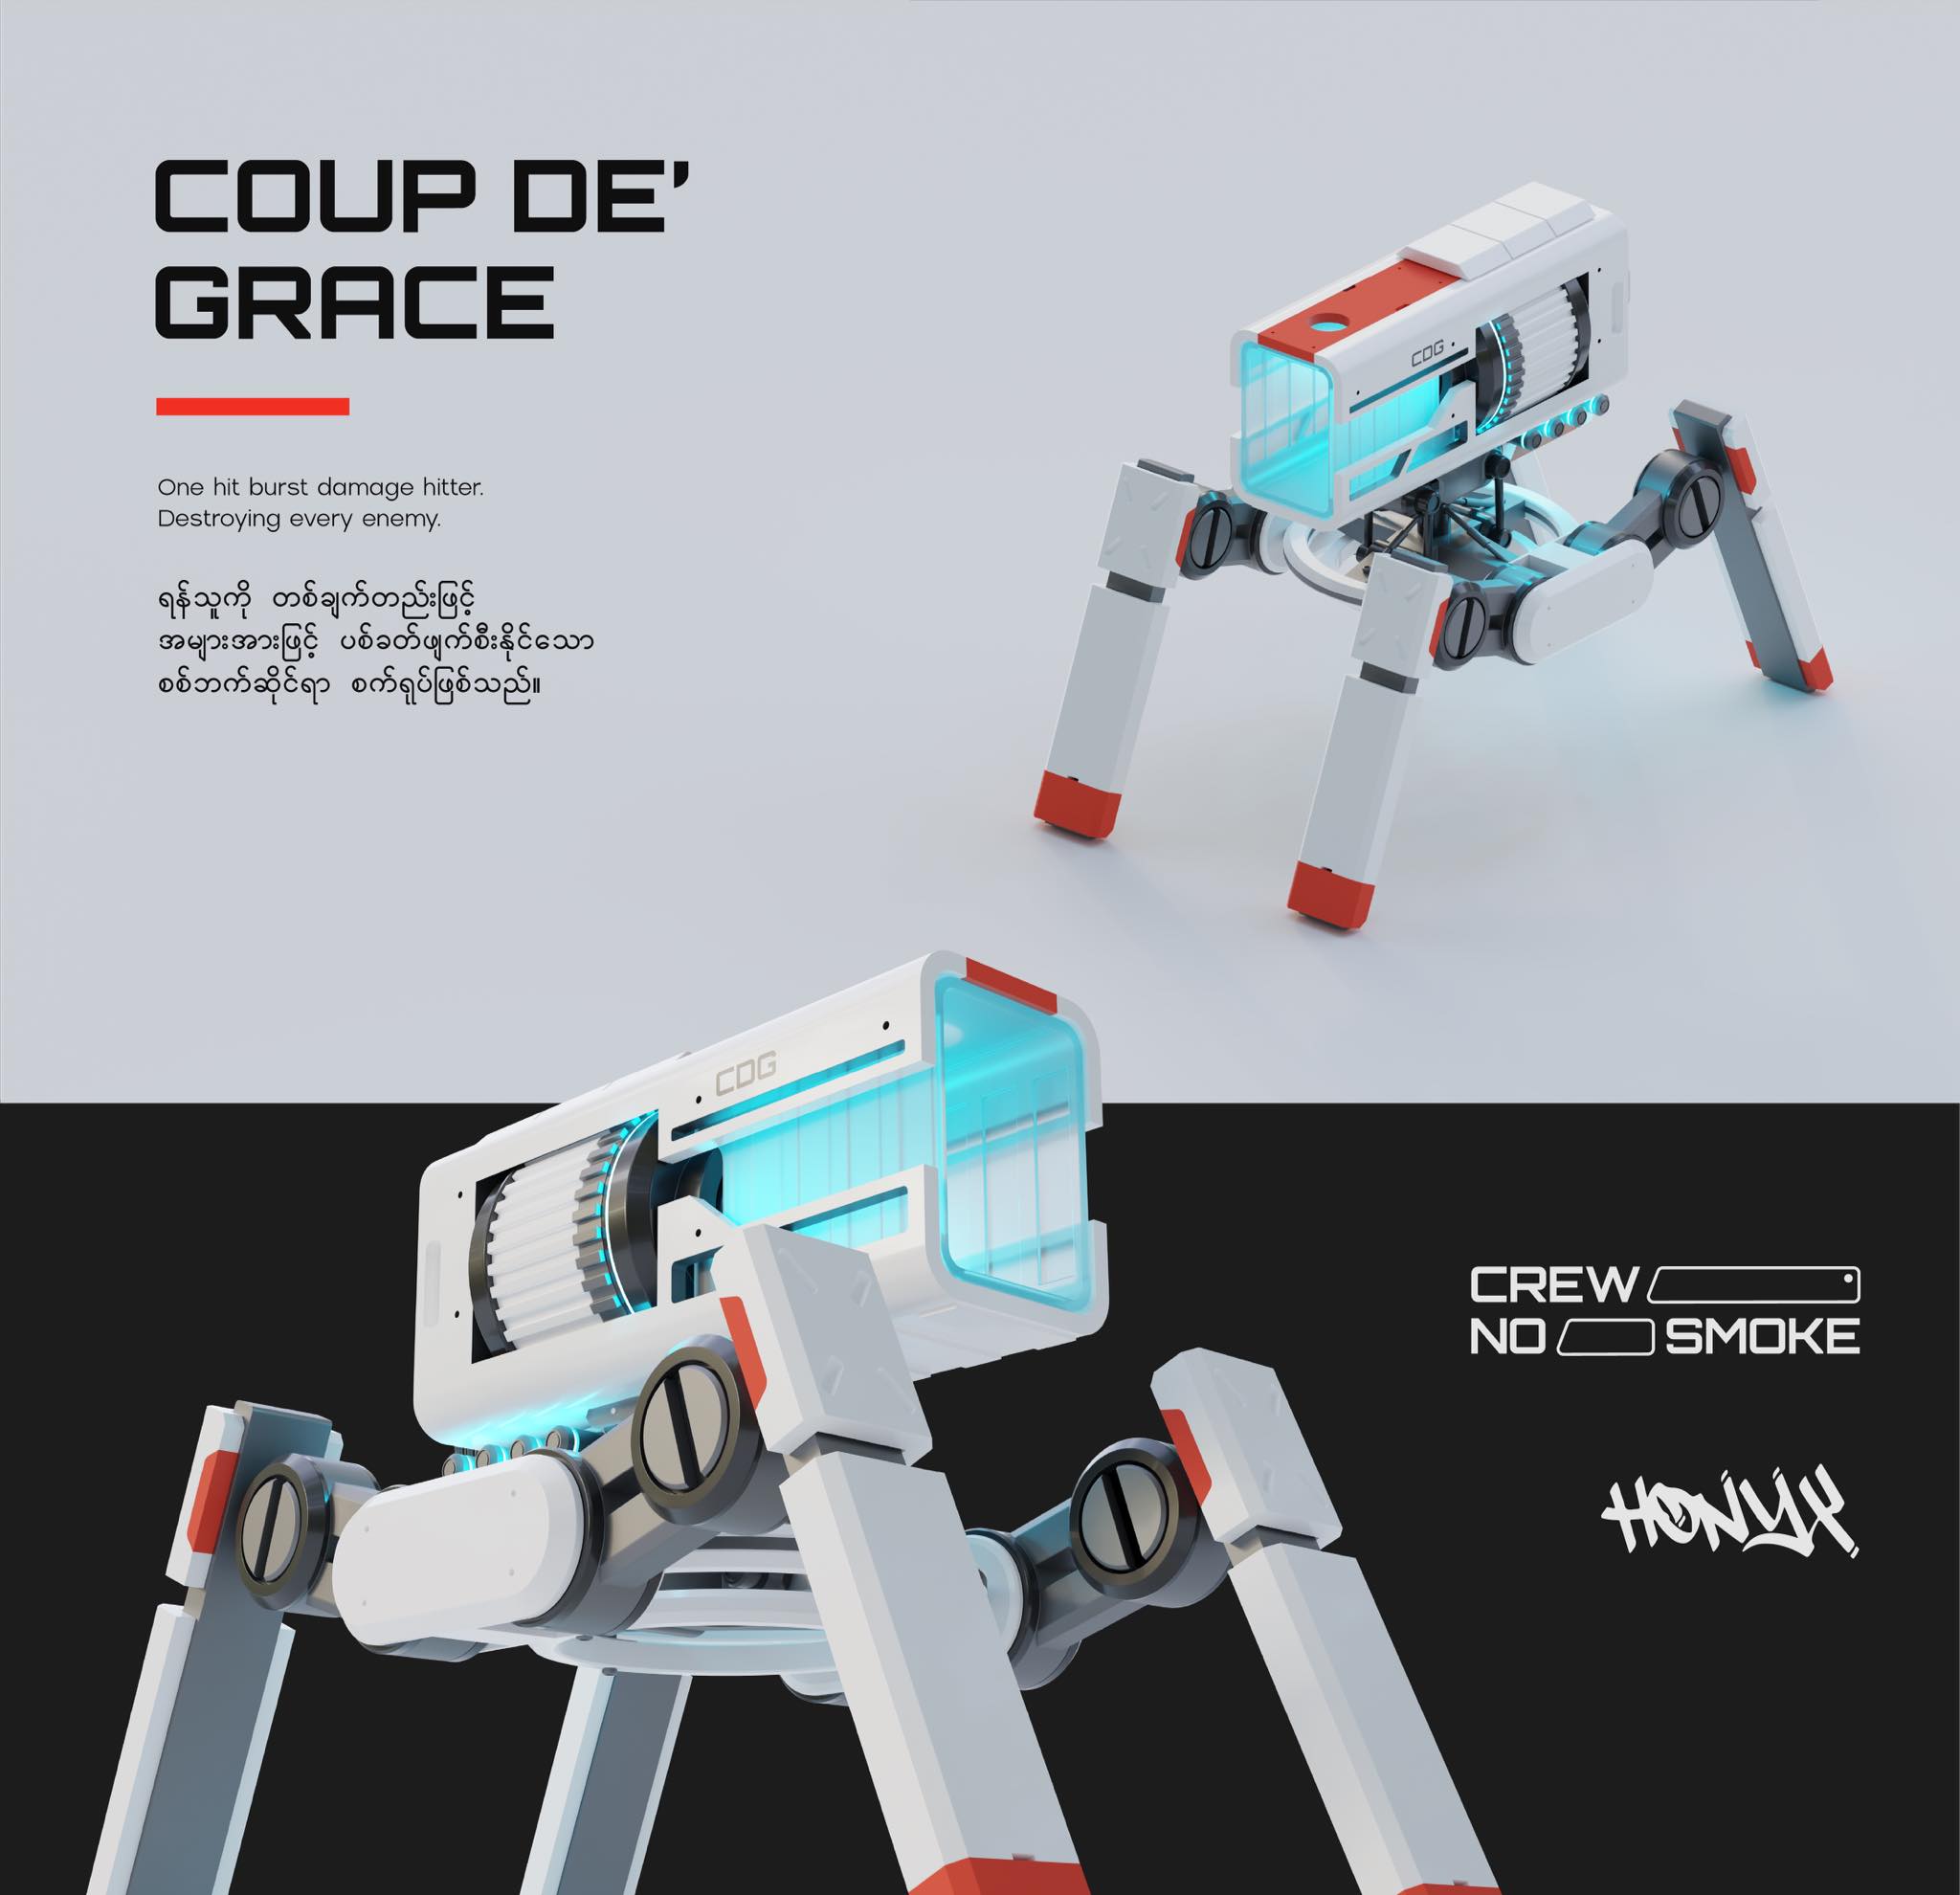 COUP DE’
GRACE
One hit burst damage hitter.
Destroying every enemy.
ရန်သူကို တစ်ချက်တည်းဖြင့်
အများအားဖြင့် ပစ်ခတ်ဖျက်စီးနိုင်သော
စစ်ဘက်ဆိုင်ရာ စက်ရုပ်ဖြစ်သည်။
CDG
CDG
CREW
NO SMOKE
HONYX